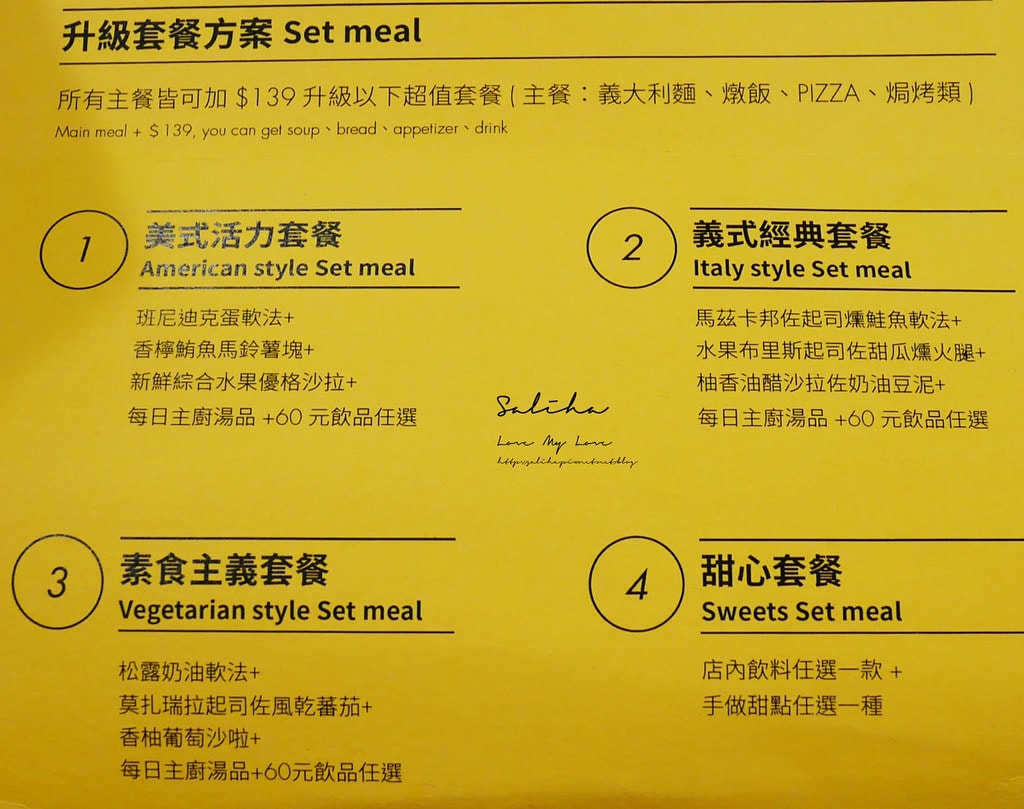 升級套餐方案 Set meal
所有主餐皆可加 $139 升級以下超值套餐 ( 主餐：義大利麵、燉飯、PIZZA、焗烤類 )
Main meal + $139, you can get soup、bread、appetizer、drink
1
美式活力套餐
American style Set meal
班尼迪克蛋軟法+
香檸鮪魚馬鈴薯塊+
新鮮綜合水果優格沙拉+
每日主廚湯品 +60 元飲品任選
2
義式經典套餐
Italy style Set meal
馬茲卡邦佐起司燻鮭魚軟法+
水果布里斯起司佐甜瓜燻火腿+
柚香油醋沙拉佐奶油豆泥+
每日主廚湯品 +60 元飲品任選
Saliha
Love My Love
3
素食主義套餐
Vegetarian style Set meal
松露奶油軟法+
莫扎瑞拉起司佐風乾蕃茄+
香柚葡萄沙啦+
每日主廚湯品+60元飲品任選
4
甜心套餐
Sweets Set meal
店內飲料任選一款 +
手做甜點任選一種